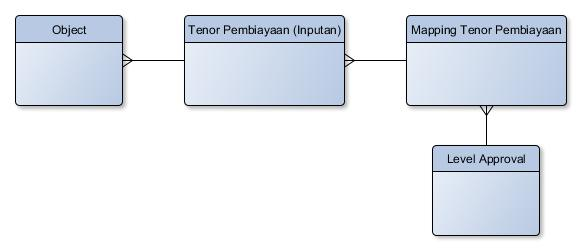 Object
Tenor Pembiayaan (Inputan)
Mapping Tenor Pembiayaan
Level Approval